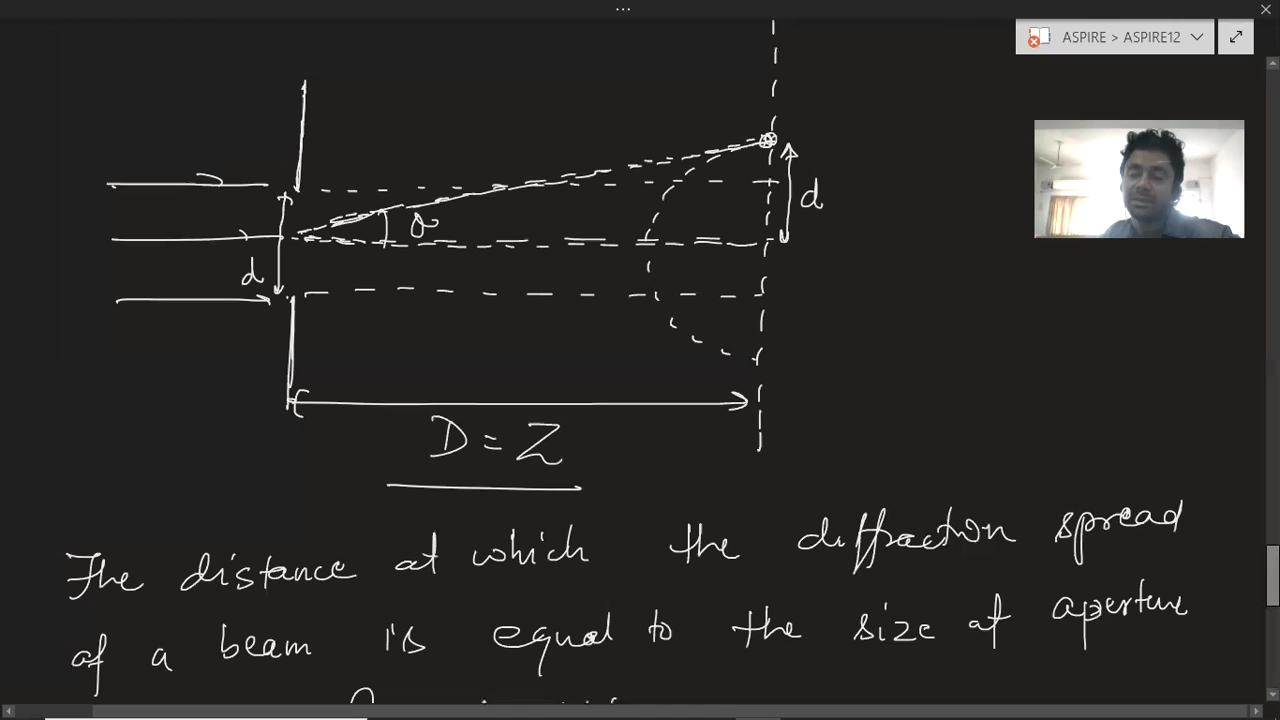 ASPIRE > ASPIRE12
d
θ
d
D = Z
The distance at which the diffraction spread
of a beam is equal to the size of aperture